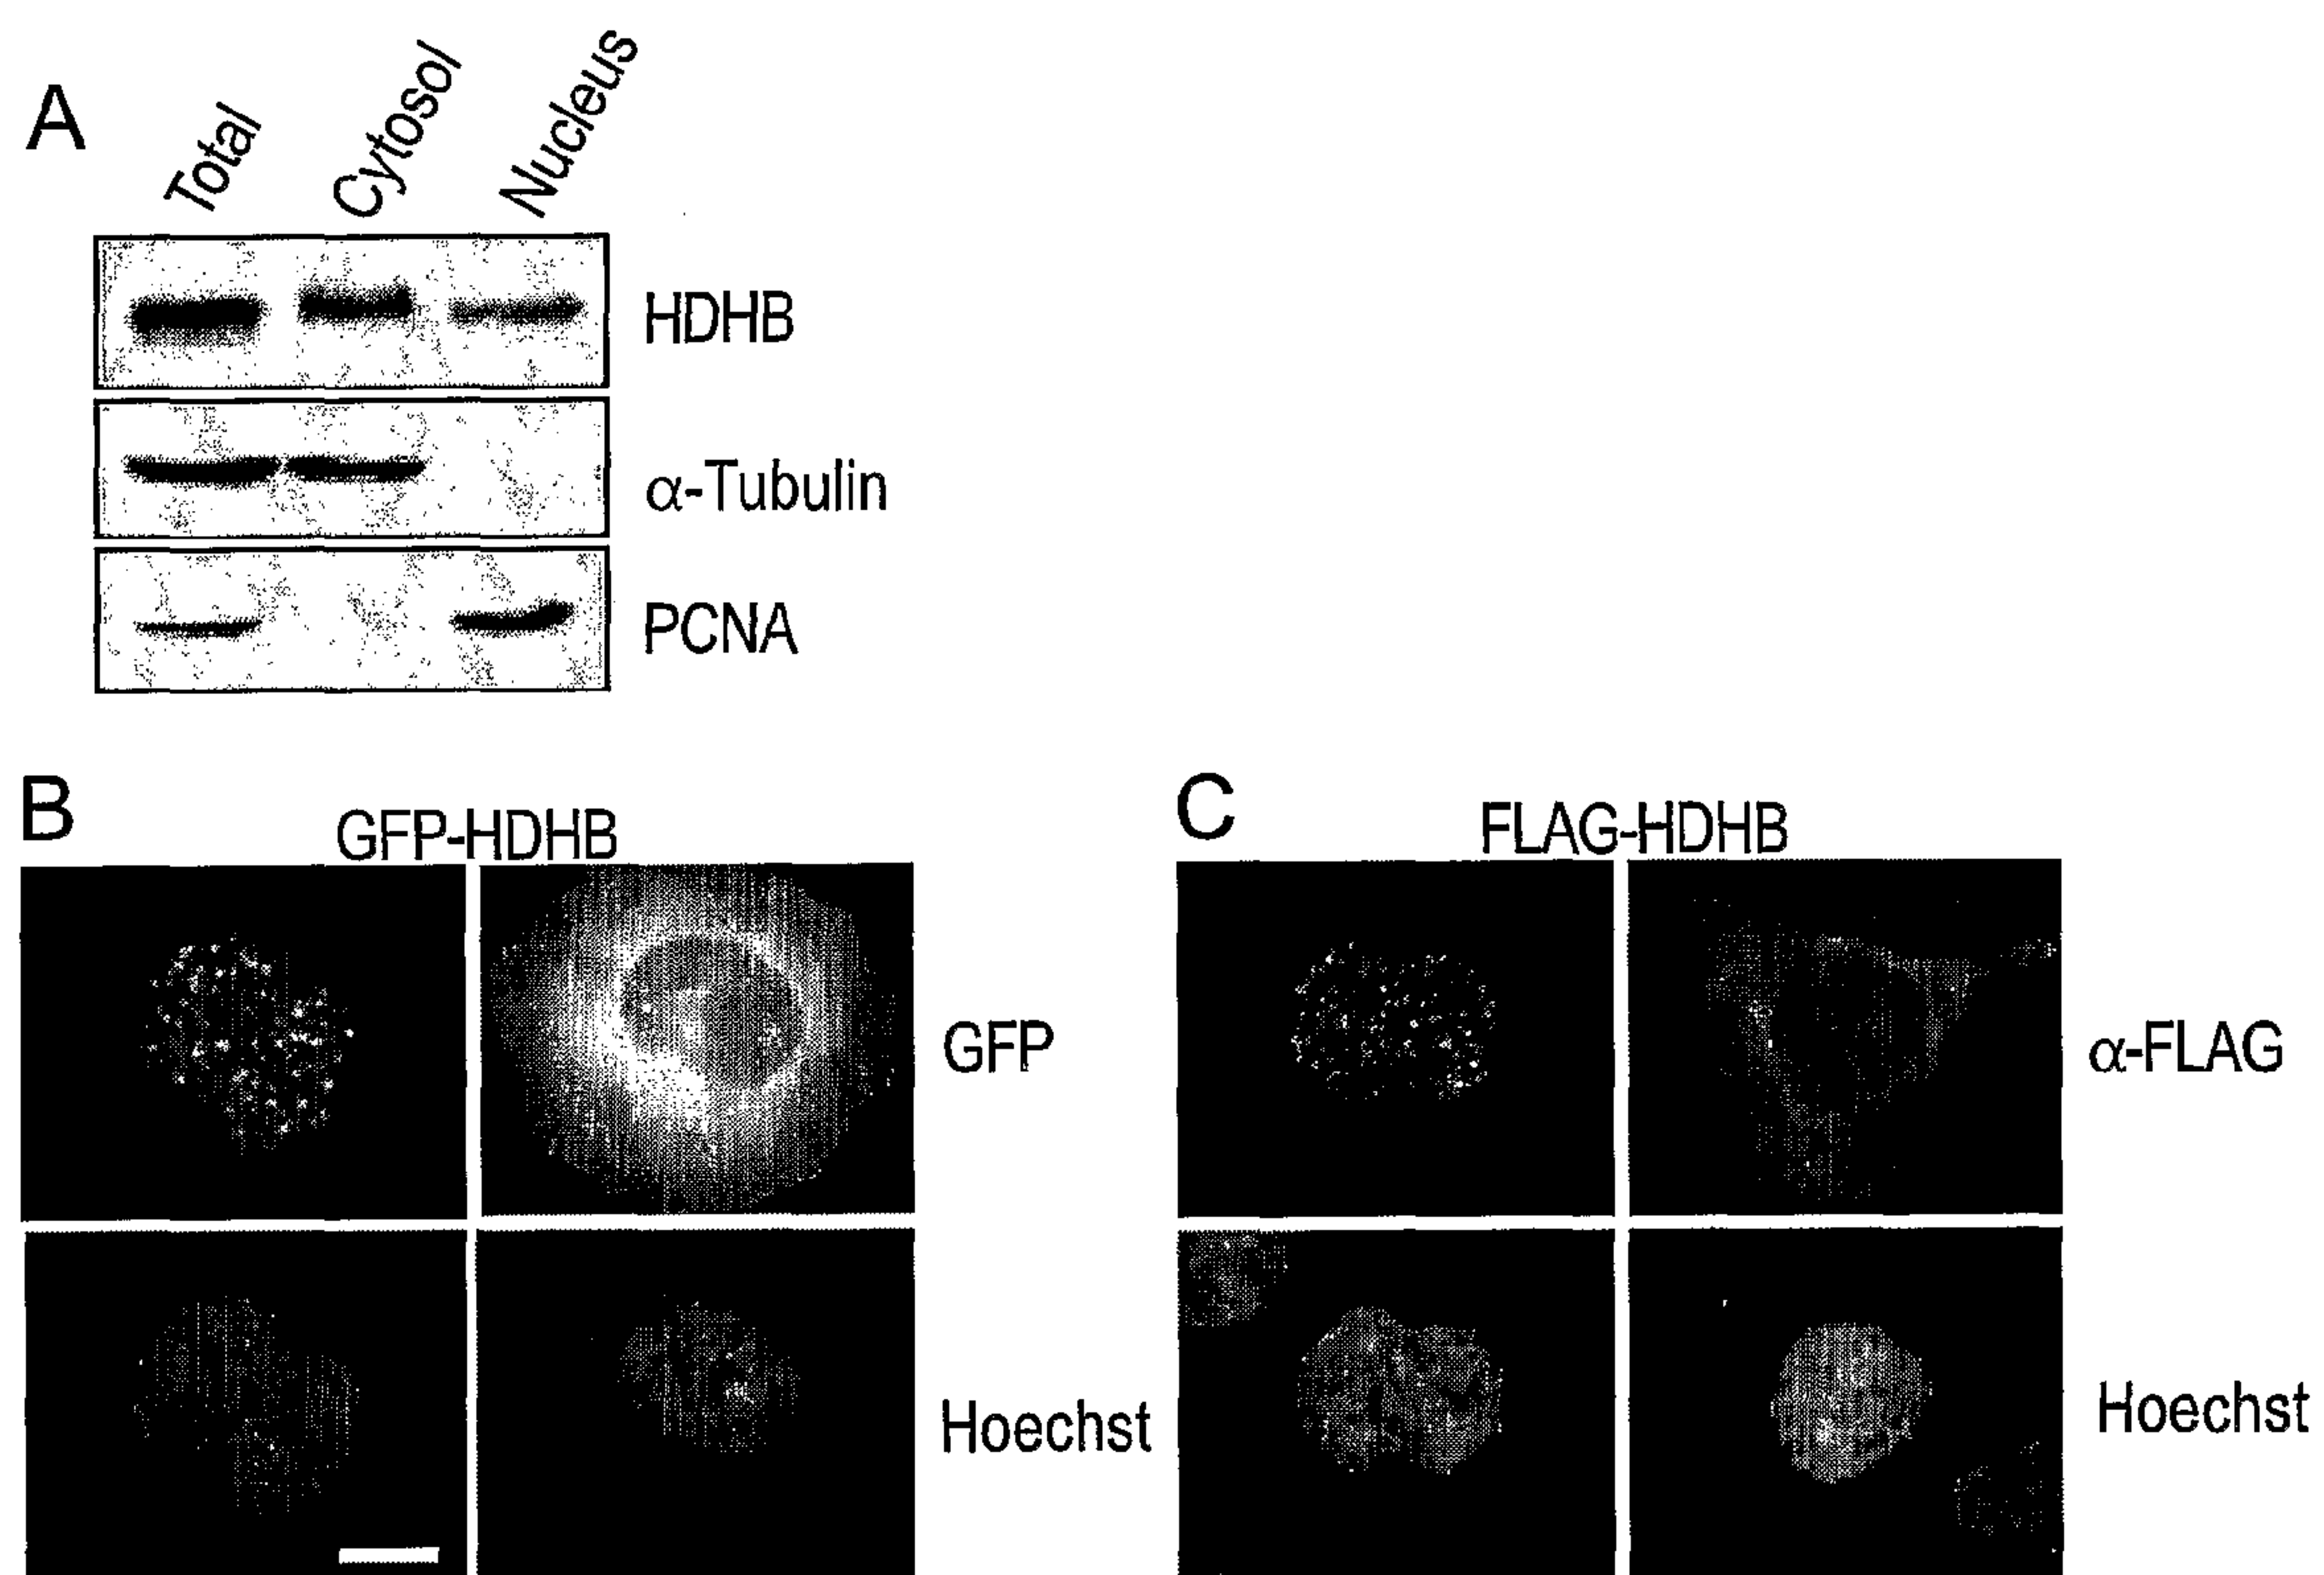 A
Total
Cytosol
Nucleus
HDHB
α-Tubulin
PCNA
B
GFP-HDHB
GFP
Hoechst
C
FLAG-HDHB
α-FLAG
Hoechst